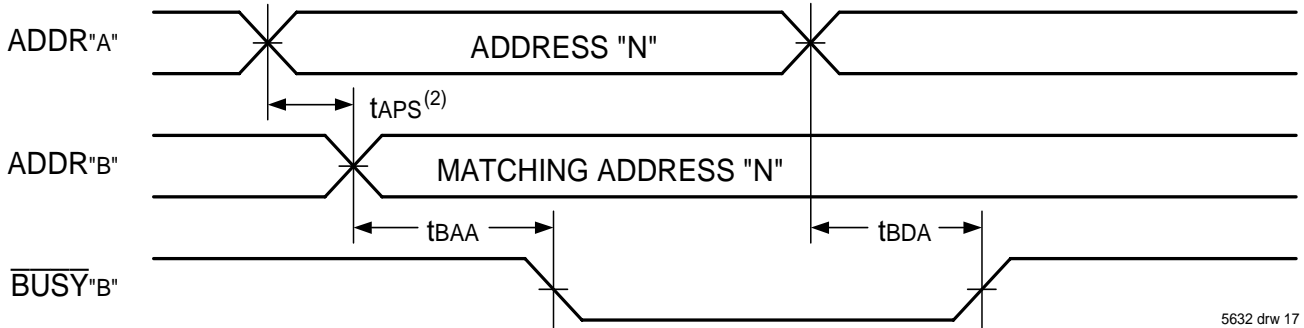 ADDR"A"
ADDRESS "N"
tAPS(2)
ADDR"B"
MATCHING ADDRESS "N"
tBAA
tBDA
BUSY"B"
5632 drw 17